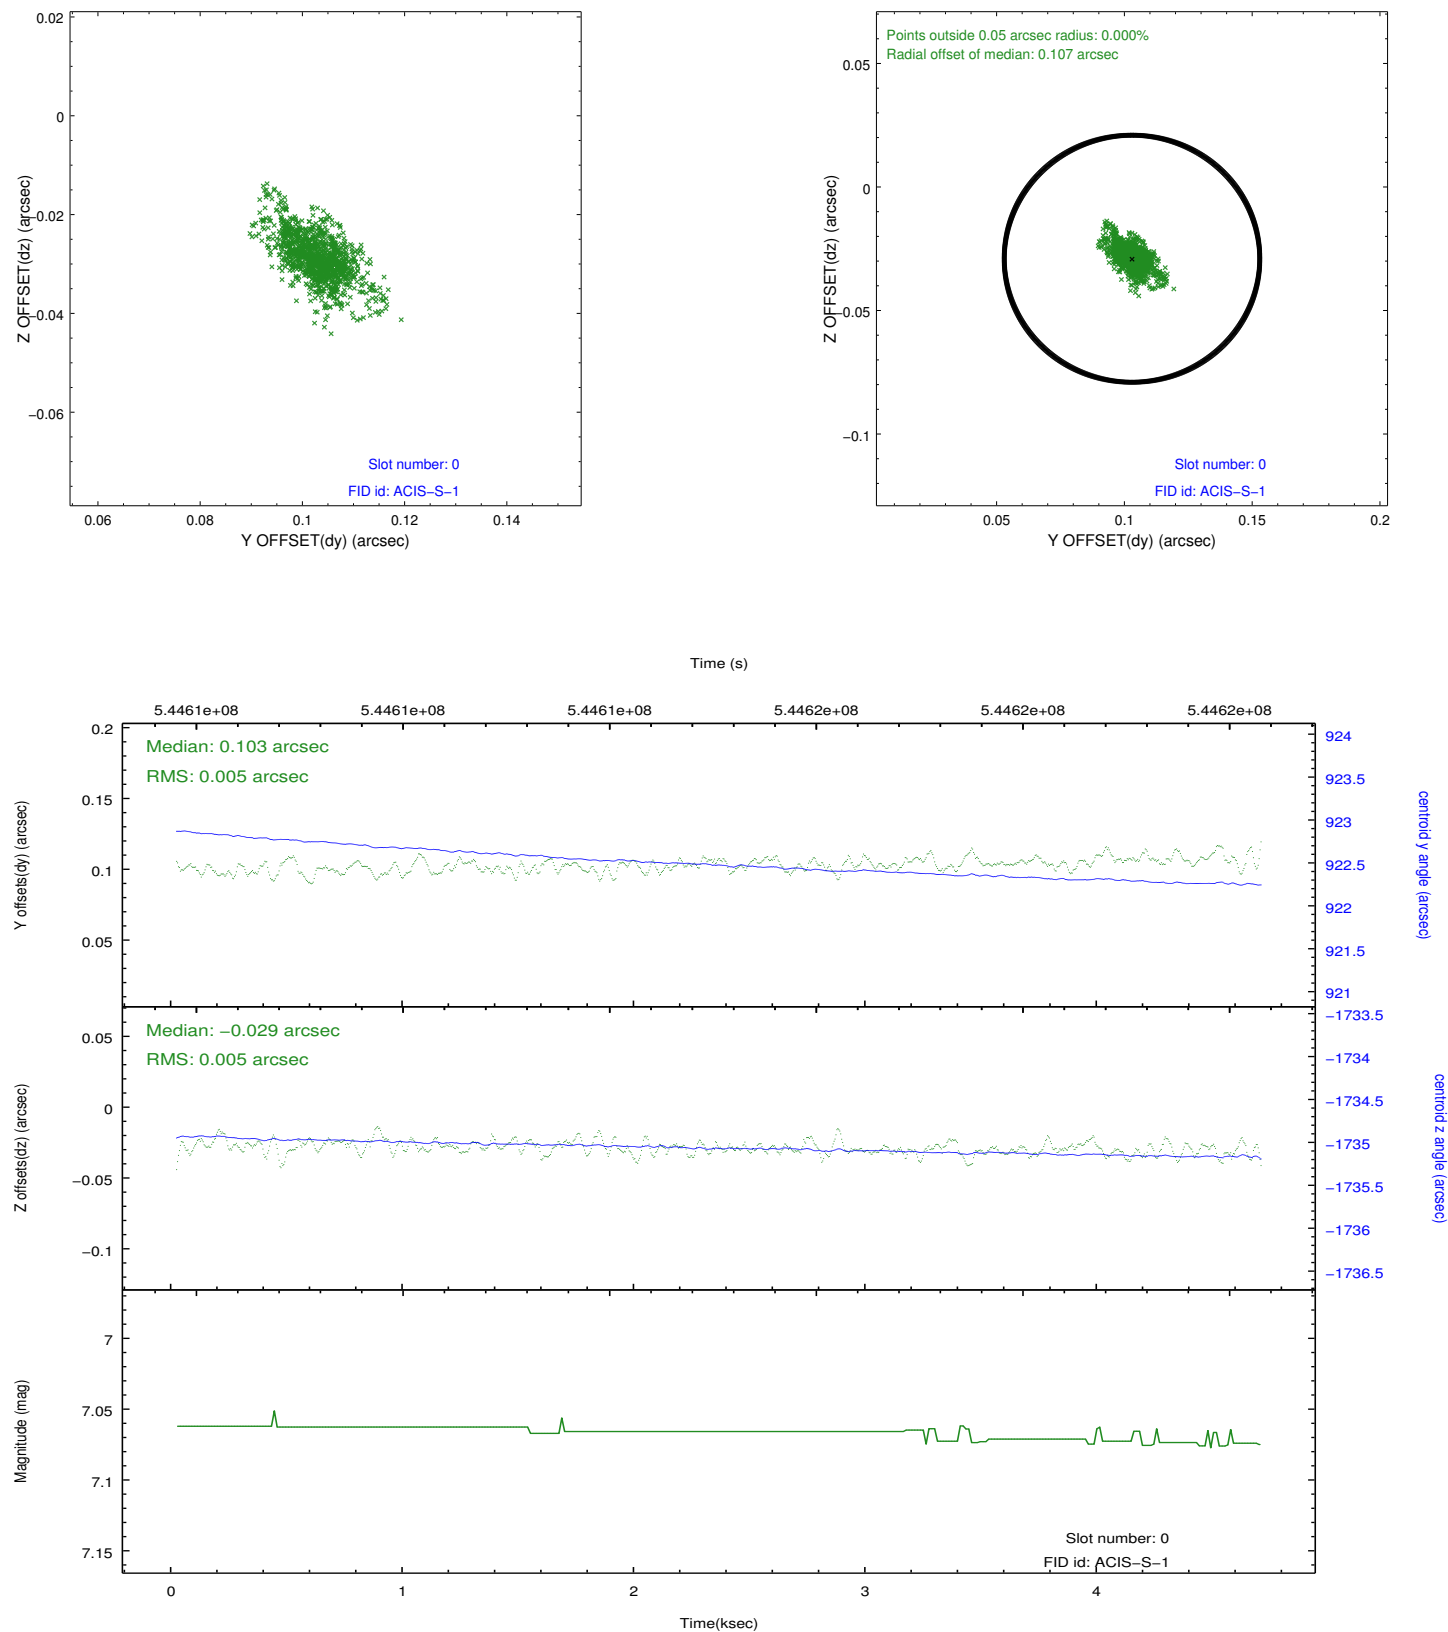 0.02
0
−0.02
−0.04
−0.06
Z OFFSET(dz) (arcsec)
Slot number: 0
FID id: ACIS−S−1
0.06 0.08 0.1 0.12 0.14
Y OFFSET(dy) (arcsec)
Points outside 0.05 arcsec radius: 0.000%
Radial offset of median: 0.107 arcsec
0.05
0
−0.05
−0.1
Z OFFSET(dz) (arcsec)
Slot number: 0
FID id: ACIS−S−1
0.05 0.1 0.15 0.2
Y OFFSET(dy) (arcsec)
Time (s)
5.4461e+08 5.4461e+08 5.4461e+08 5.4462e+08 5.4462e+08 5.4462e+08
Median: 0.103 arcsec
RMS: 0.005 arcsec
0.2
0.15
0.1
0.05
Y offsets(dy) (arcsec)
924
923.5
923
922.5
922
921.5
921
centroid y angle (arcsec)
Median: −0.029 arcsec
RMS: 0.005 arcsec
0.05
0
−0.05
−0.1
Z offsets(dz) (arcsec)
−1733.5
−1734
−1734.5
−1735
−1735.5
−1736
−1736.5
centroid z angle (arcsec)
7
7.05
7.1
7.15
Magnitude (mag)
Slot number: 0
FID id: ACIS−S−1
0 1 2 3 4
Time(ksec)